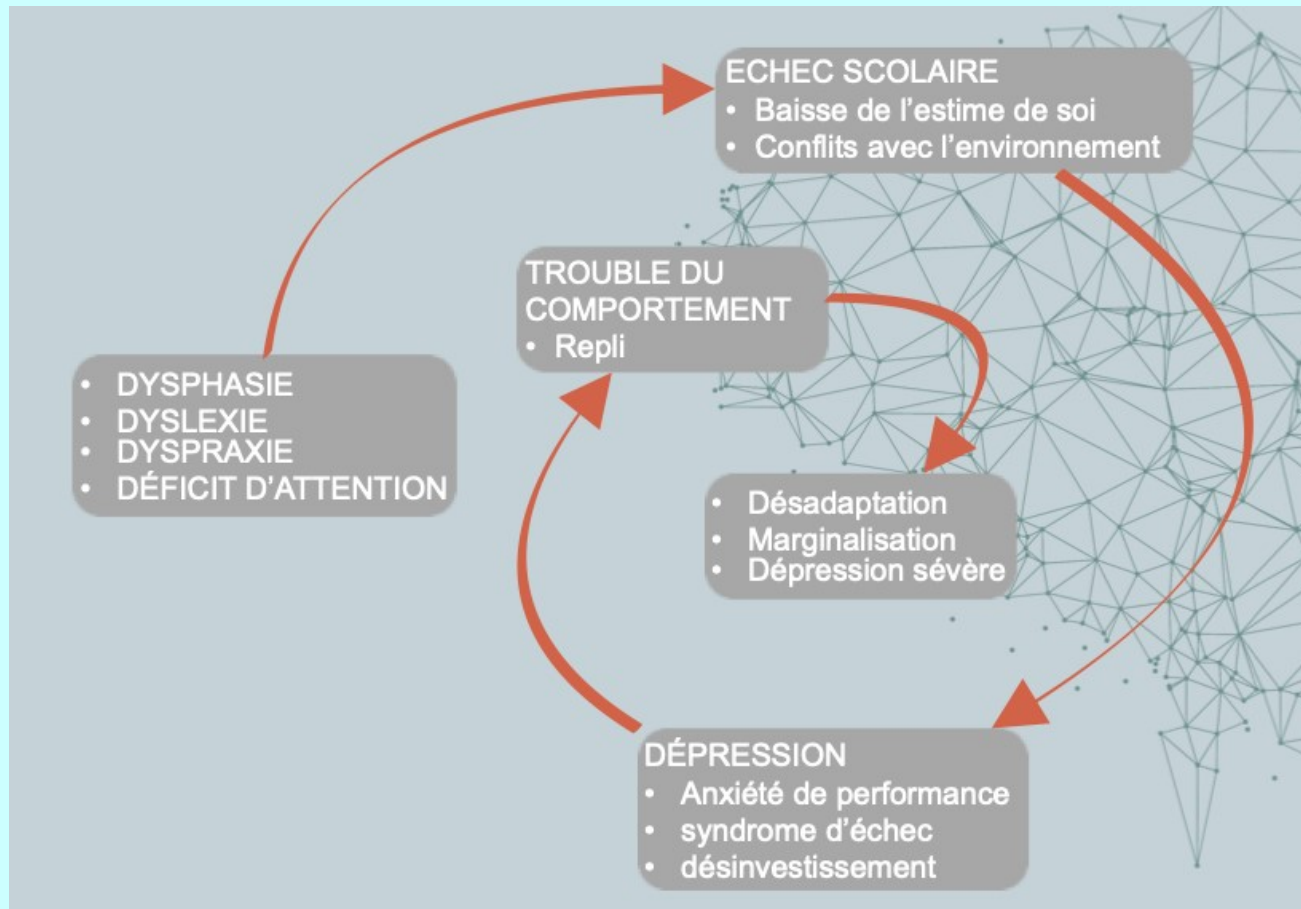 ECHEC SCOLAIRE
• Baisse de l'estime de soi
• Conflits avec l'environnement
TROUBLE DU
COMPORTEMENT
• Repli
• DYSPHASIE
• DYSLEXIE
• DYSPRAXIE
• DÉFICIT D'ATTENTION
• Désadaptation
• Marginalisation
• Dépression sévère
DÉPRESSION
• Anxiété de performance
• syndrome d'échec
• désinvestissement